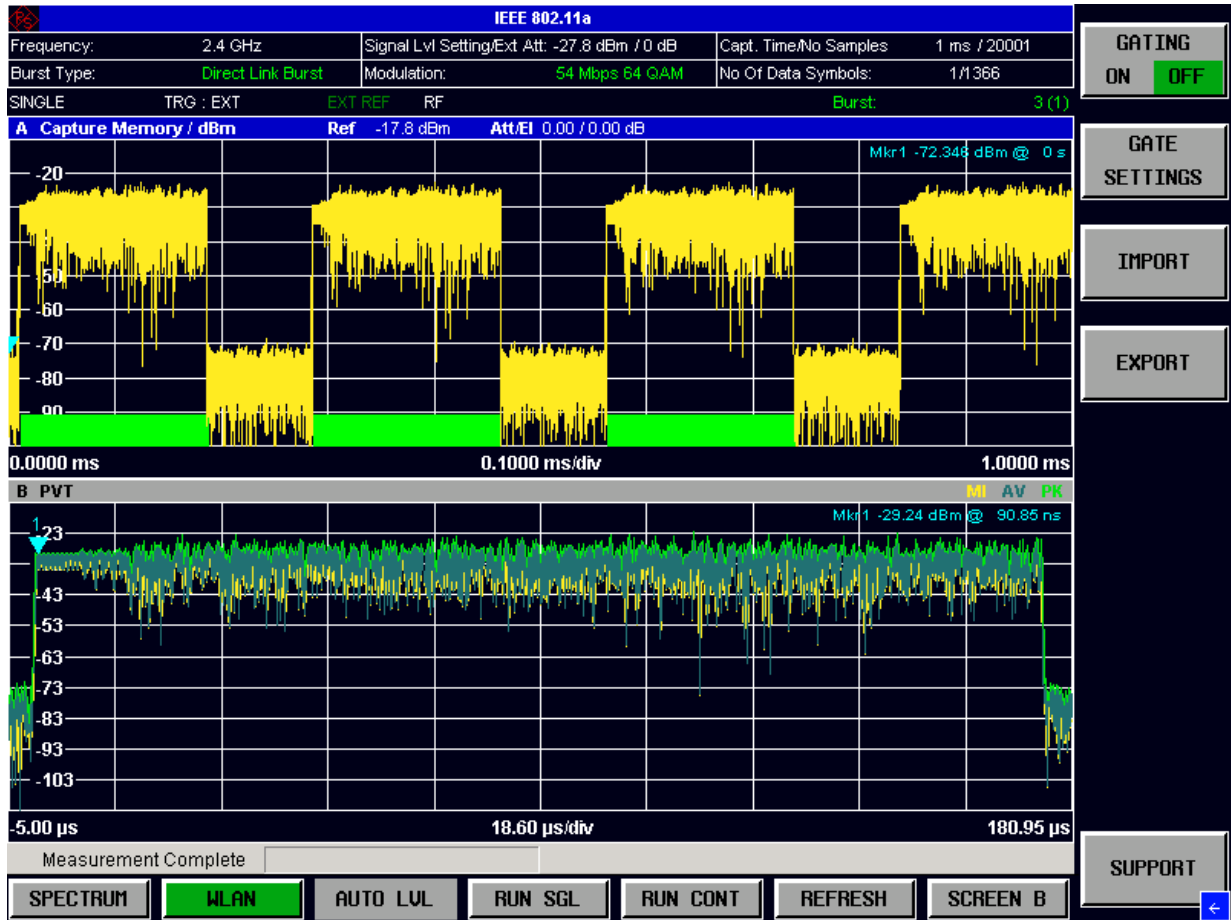 IEEE 802.11a
Frequency: 2.4 GHz Signal Lvl Setting/Ext Att: -27.8 dBm / 0 dB Capt. Time/No Samples 1 ms / 20001
Burst Type: Direct Link Burst Modulation: 54 Mbps 64 QAM No Of Data Symbols: 1/1366
SINGLE TRG : EXT EXT REF RF Burst: 3 (1)
A Capture Memory / dBm Ref -17.8 dBm Att/El 0.00 / 0.00 dB
Mkr1 -72.346 dBm @ 0 s
-20
-50
-60
-70
-80
-90
0.0000 ms 0.1000 ms/div 1.0000 ms
B PVT MI AV PK
Mkr1 -29.24 dBm @ 90.85 ns
1
-23
-43
-53
-63
-73
-83
-93
-103
-5.00 µs 18.60 µs/div 180.95 µs
Measurement Complete
SPECTRUM WLAN AUTO LVL RUN SGL RUN CONT REFRESH SCREEN B
GATING
ON OFF
GATE
SETTINGS
IMPORT
EXPORT
SUPPORT